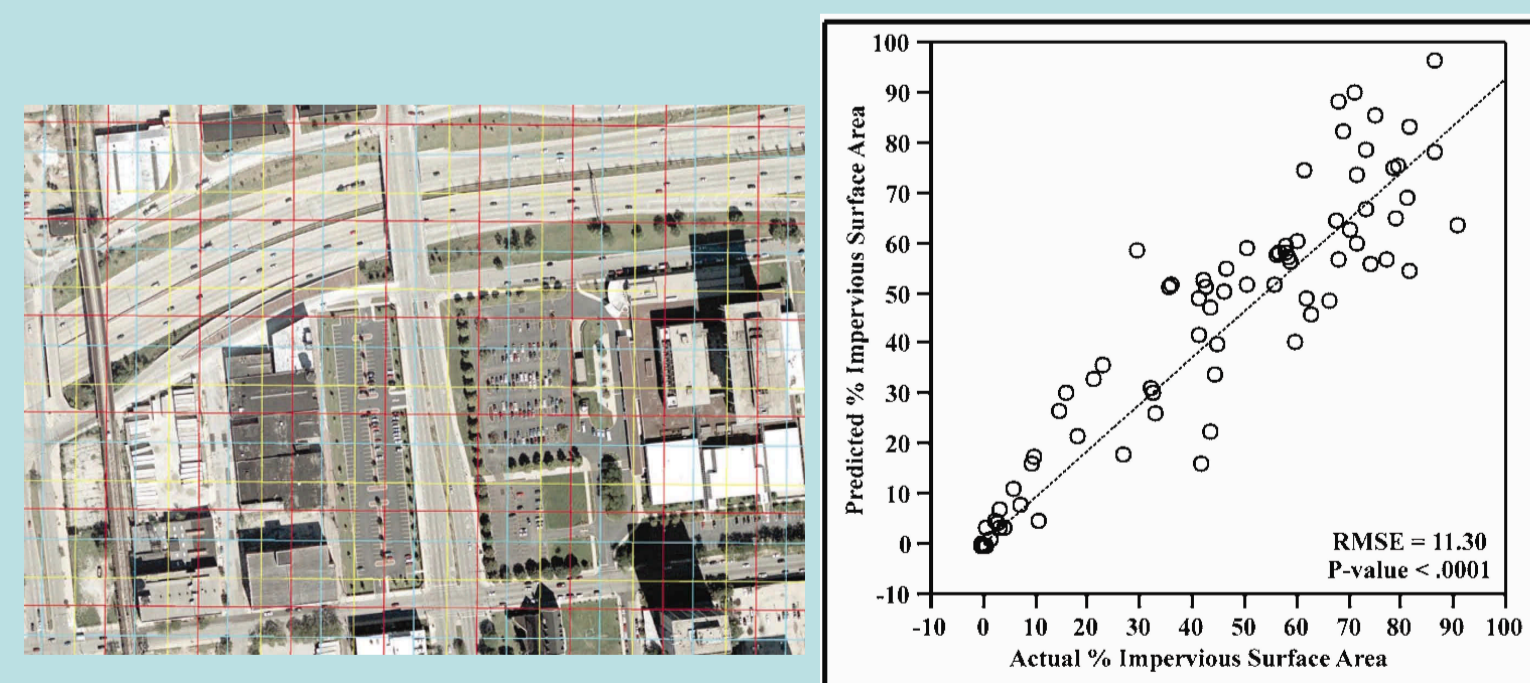 100
90
80
70
60
50
40
30
20
10
0
-10
Predicted % Impervious Surface Area
RMSE = 11.30
P-value < .0001
-10 0 10 20 30 40 50 60 70 80 90 100
Actual % Impervious Surface Area